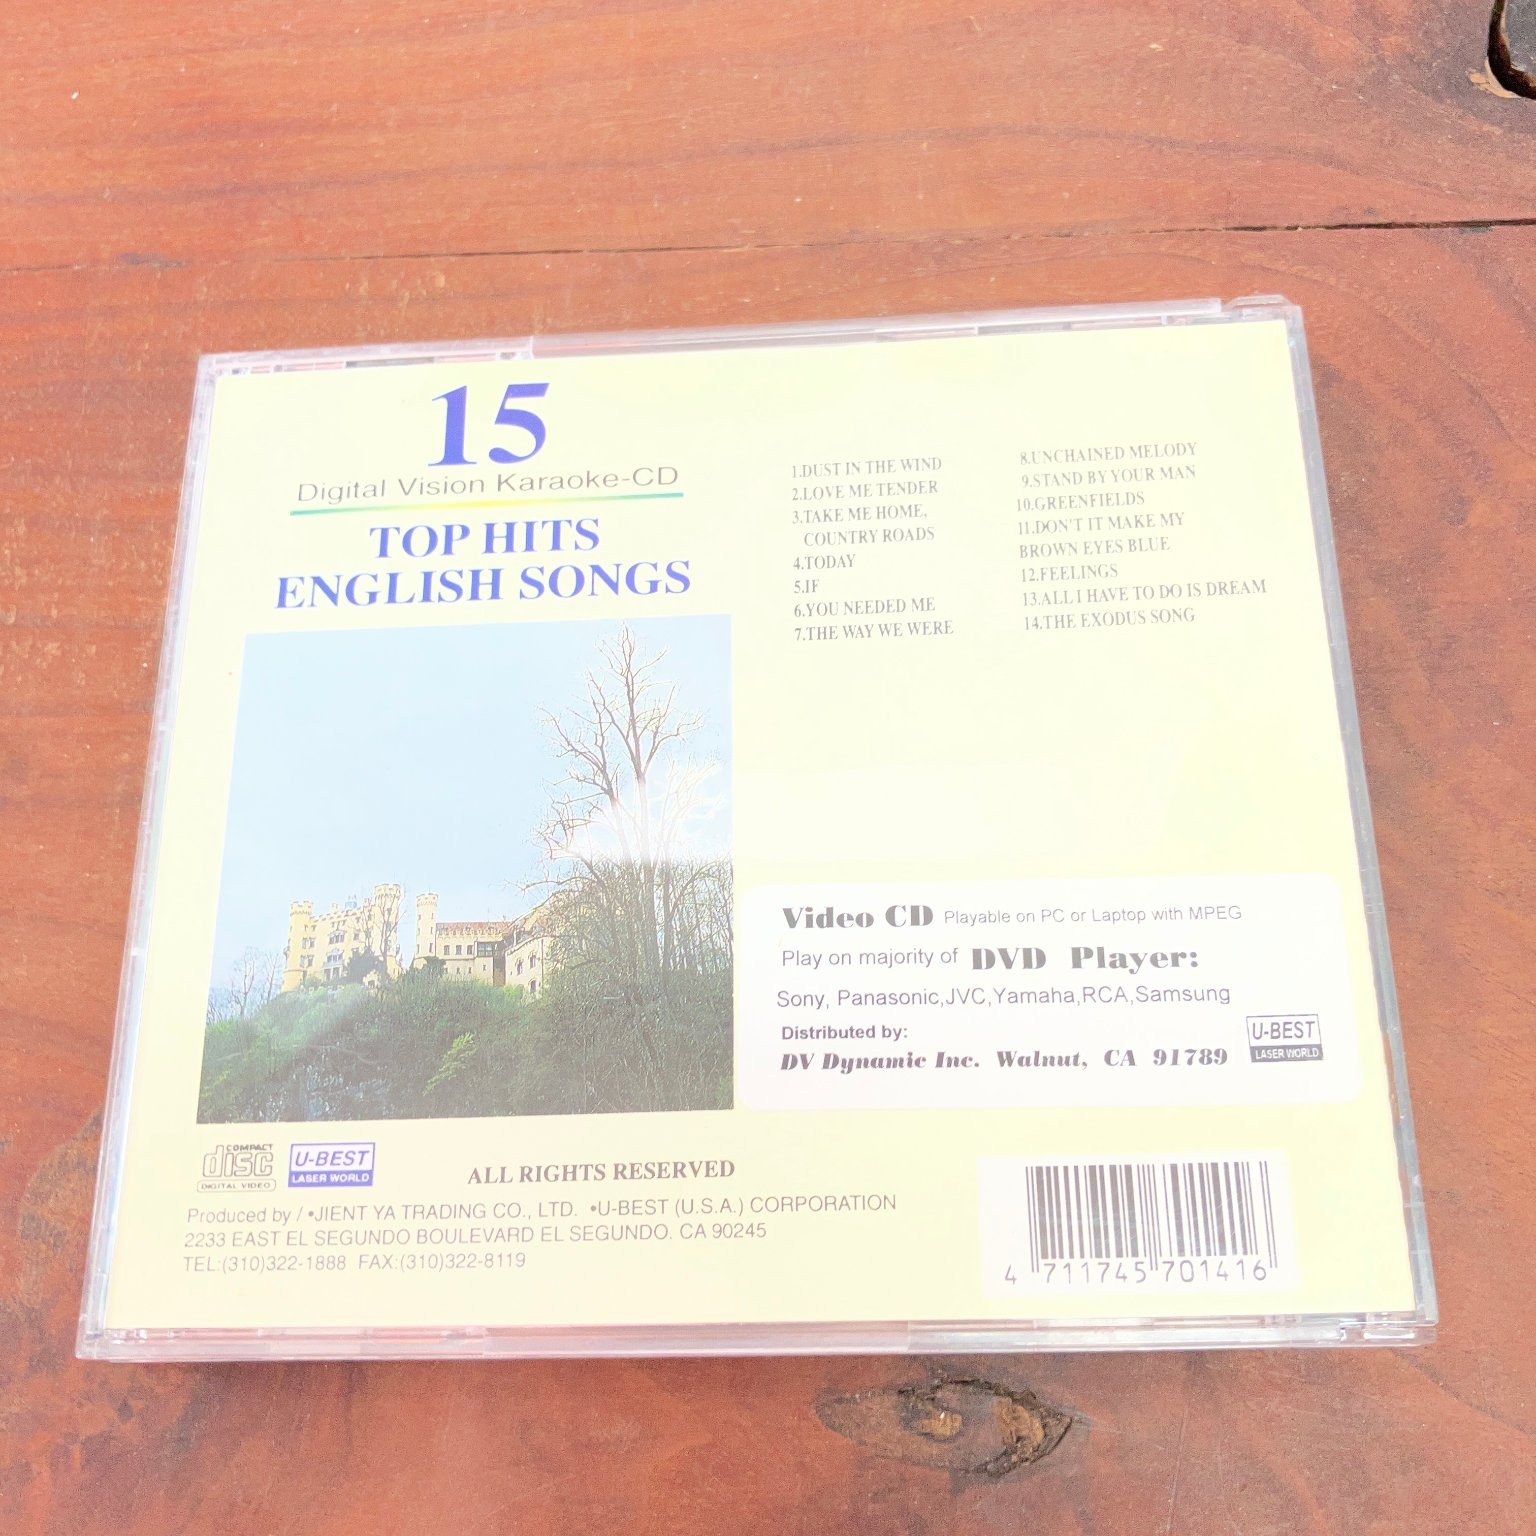 15
Digital Vision Karaoke-CD
TOP HITS
ENGLISH SONGS
1.DUST IN THE WIND
2.LOVE ME TENDER
3.TAKE ME HOME,
COUNTRY ROADS
4.TODAY
5.IF
6.YOU NEEDED ME
7.THE WAY WE WERE
8.UNCHAINED MELODY
9.STAND BY YOUR MAN
10.GREENFIELDS
11.DON'T IT MAKE MY
BROWN EYES BLUE
12.FEELINGS
13.ALL I HAVE TO DO IS DREAM
14.THE EXODUS SONG
Video CD Playable on PC or Laptop with MPEG
Play on majority of DVD Player:
Sony, Panasonic,JVC,Yamaha,RCA,Samsung
Distributed by:
DV Dynamic Inc. Walnut, CA 91789
U-BEST
LASER WORLD
COMPACT
disc
DIGITAL VIDEO
U-BEST
LASER WORLD
ALL RIGHTS RESERVED
Produced by / •JIENT YA TRADING CO., LTD. •U-BEST (U.S.A.) CORPORATION
2233 EAST EL SEGUNDO BOULEVARD EL SEGUNDO. CA 90245
TEL:(310)322-1888 FAX:(310)322-8119
4 711745 701416